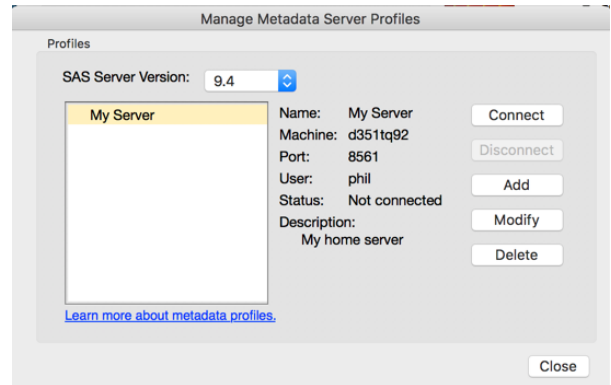 Manage Metadata Server Profiles
Profiles
SAS Server Version: 9.4
My Server
Name: My Server
Machine: d351tq92
Port: 8561
User: phil
Status: Not connected
Description:
My home server
Connect
Disconnect
Add
Modify
Delete
Learn more about metadata profiles.
Close